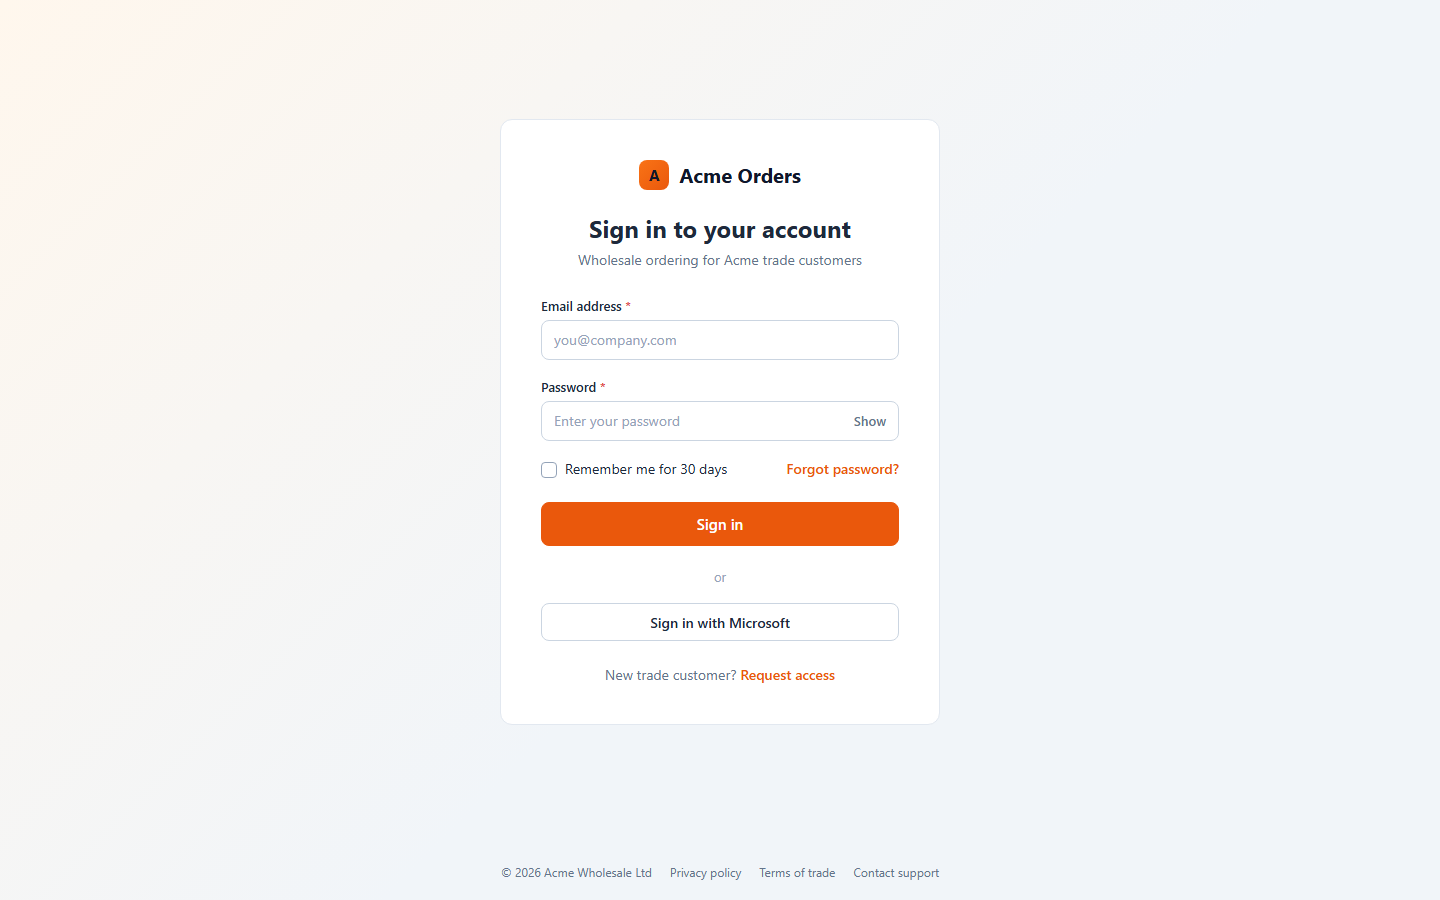 A Acme Orders
Sign in to your account
Wholesale ordering for Acme trade customers
Email address *
you@company.com
Password *
Enter your password Show
Remember me for 30 days Forgot password?
Sign in
or
Sign in with Microsoft
New trade customer? Request access
© 2026 Acme Wholesale Ltd Privacy policy Terms of trade Contact support